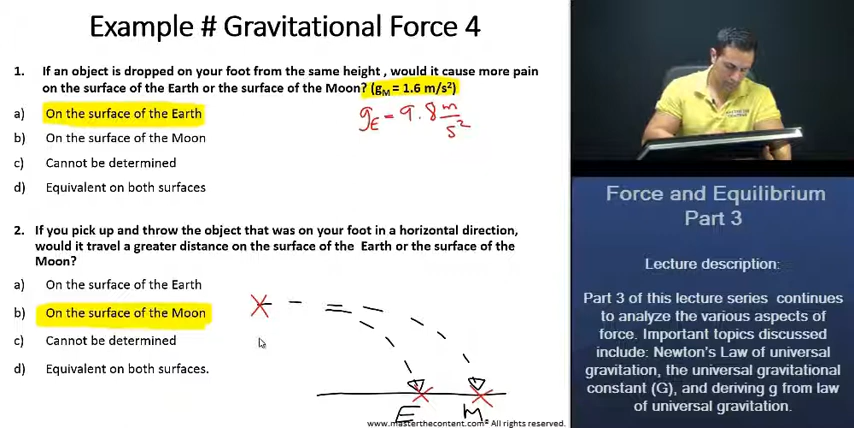 Example # Gravitational Force 4
1. If an object is dropped on your foot from the same height , would it cause more pain
on the surface of the Earth or the surface of the Moon? (gM = 1.6 m/s²)
a) On the surface of the Earth
gE = 9.8 m/s²
b) On the surface of the Moon
c) Cannot be determined
d) Equivalent on both surfaces
2. If you pick up and throw the object that was on your foot in a horizontal direction,
would it travel a greater distance on the surface of the Earth or the surface of the
Moon?
a) On the surface of the Earth
b) On the surface of the Moon
c) Cannot be determined
d) Equivalent on both surfaces.
E M.
www.masterthecontent.com® All rights reserved.
Force and Equilibrium
Part 3
Lecture description:
Part 3 of this lecture series continues
to analyze the various aspects of
force. Important topics discussed
include: Newton's Law of universal
gravitation, the universal gravitational
constant (G), and deriving g from law
of universal gravitation.